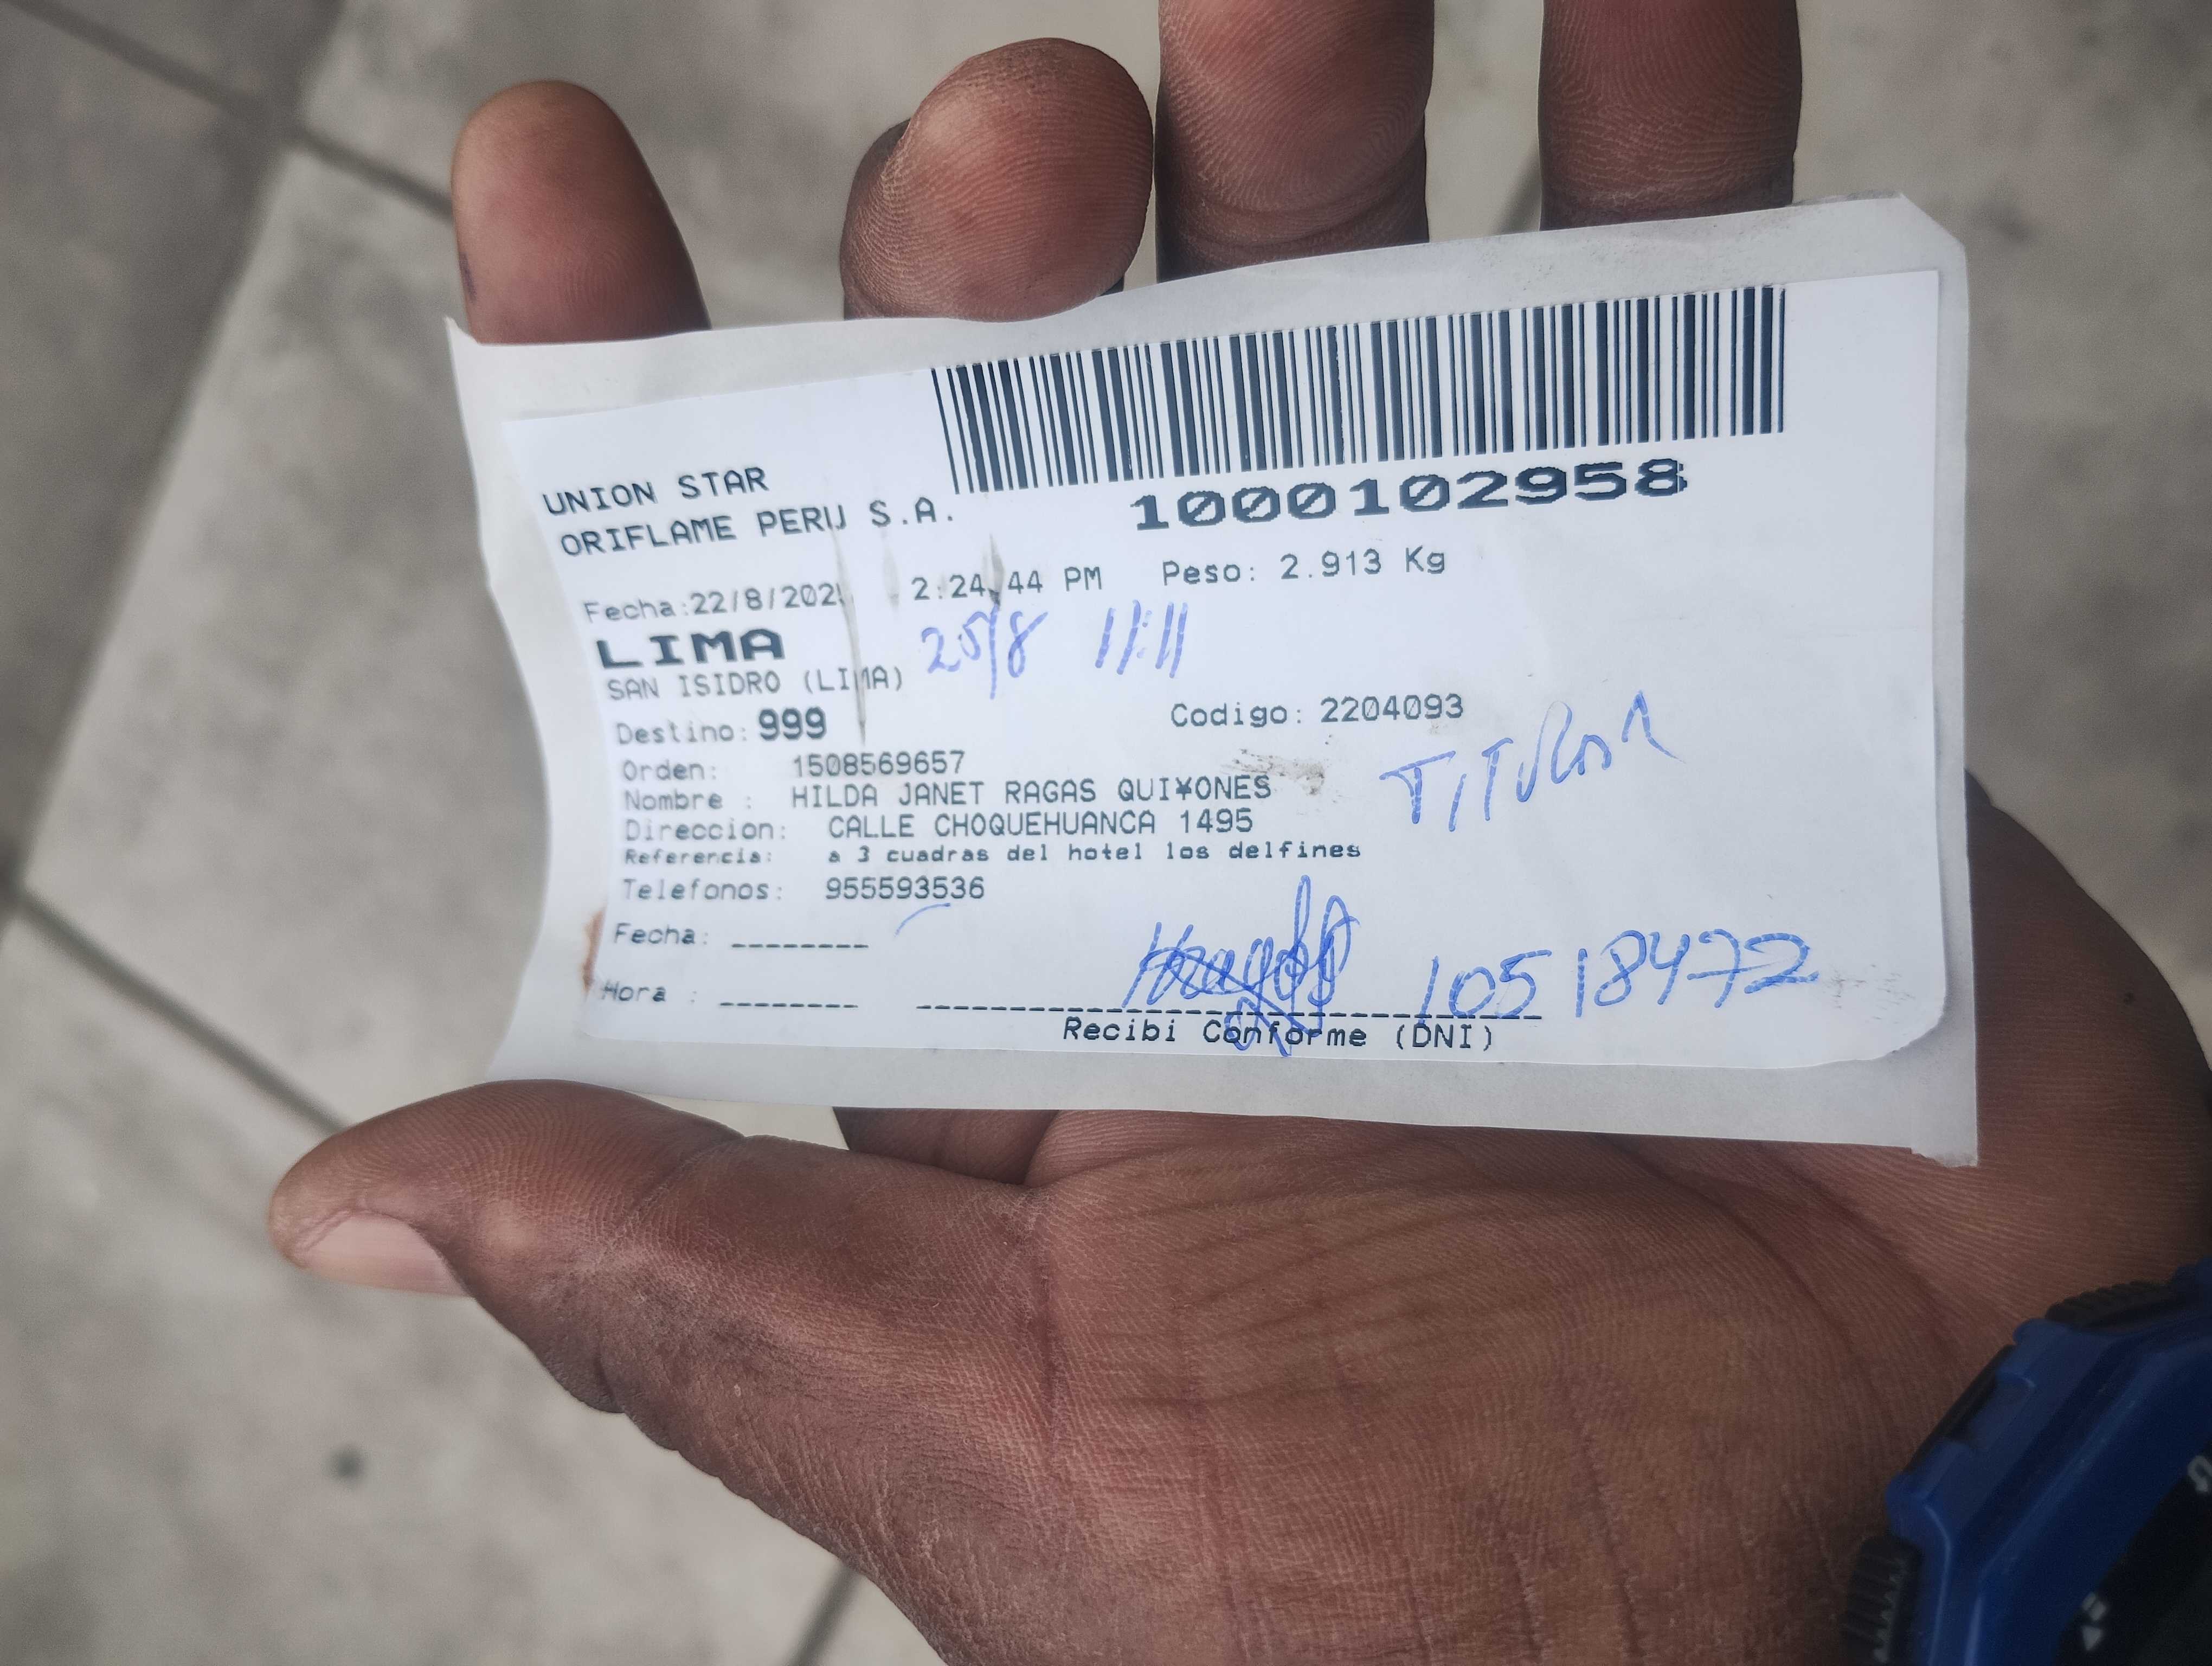 UNION STAR
ORIFLAME PERU S.A.
1000102958
Fecha:22/8/202 2:24:44 PM Peso: 2.913 Kg
LIMA
25/8 11:11
SAN ISIDRO (LIMA)
Destino: 999 Codigo: 2204093
TITULAR
Orden: 1508569657
Nombre : HILDA JANET RAGAS QUI¥ONES
Direccion: CALLE CHOQUEHUANCA 1495
Referencia: a 3 cuadras del hotel los delfines
Telefonos: 955593536
Fecha: --------
10518472
Hora : --------
Recibi Conforme (DNI)